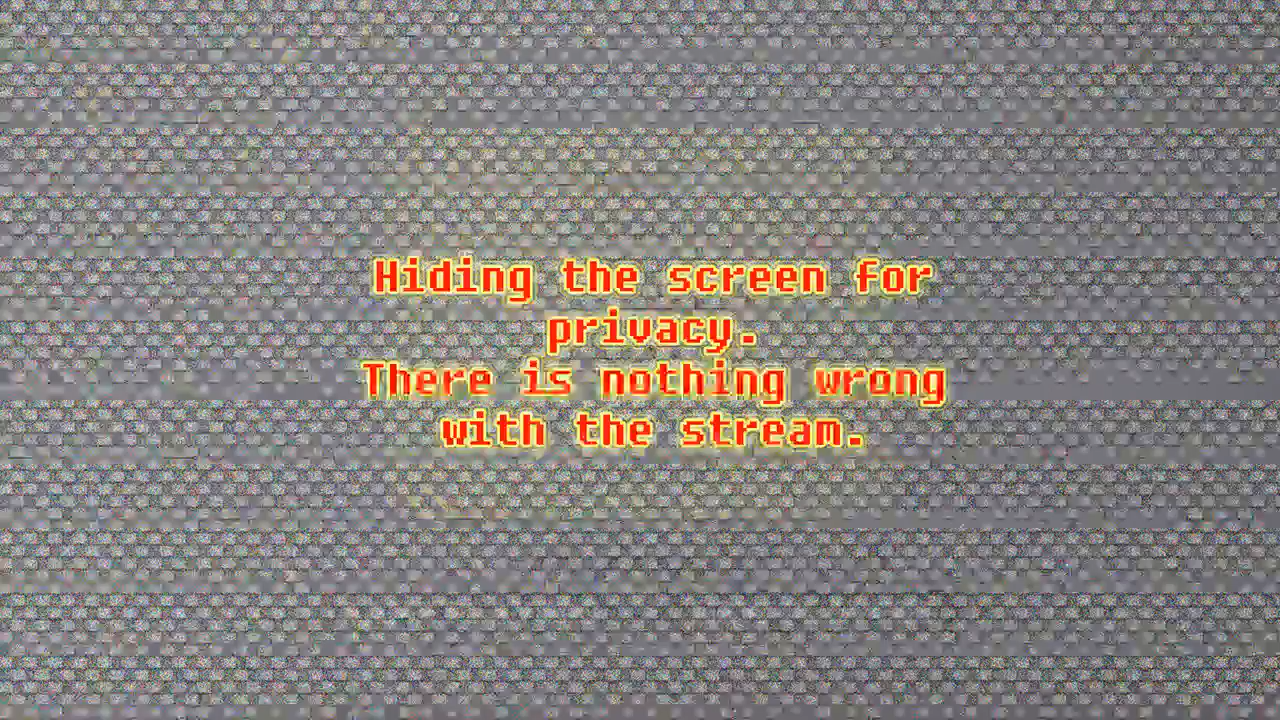 Hiding the screen for
privacy.
There is nothing wrong
with the stream.